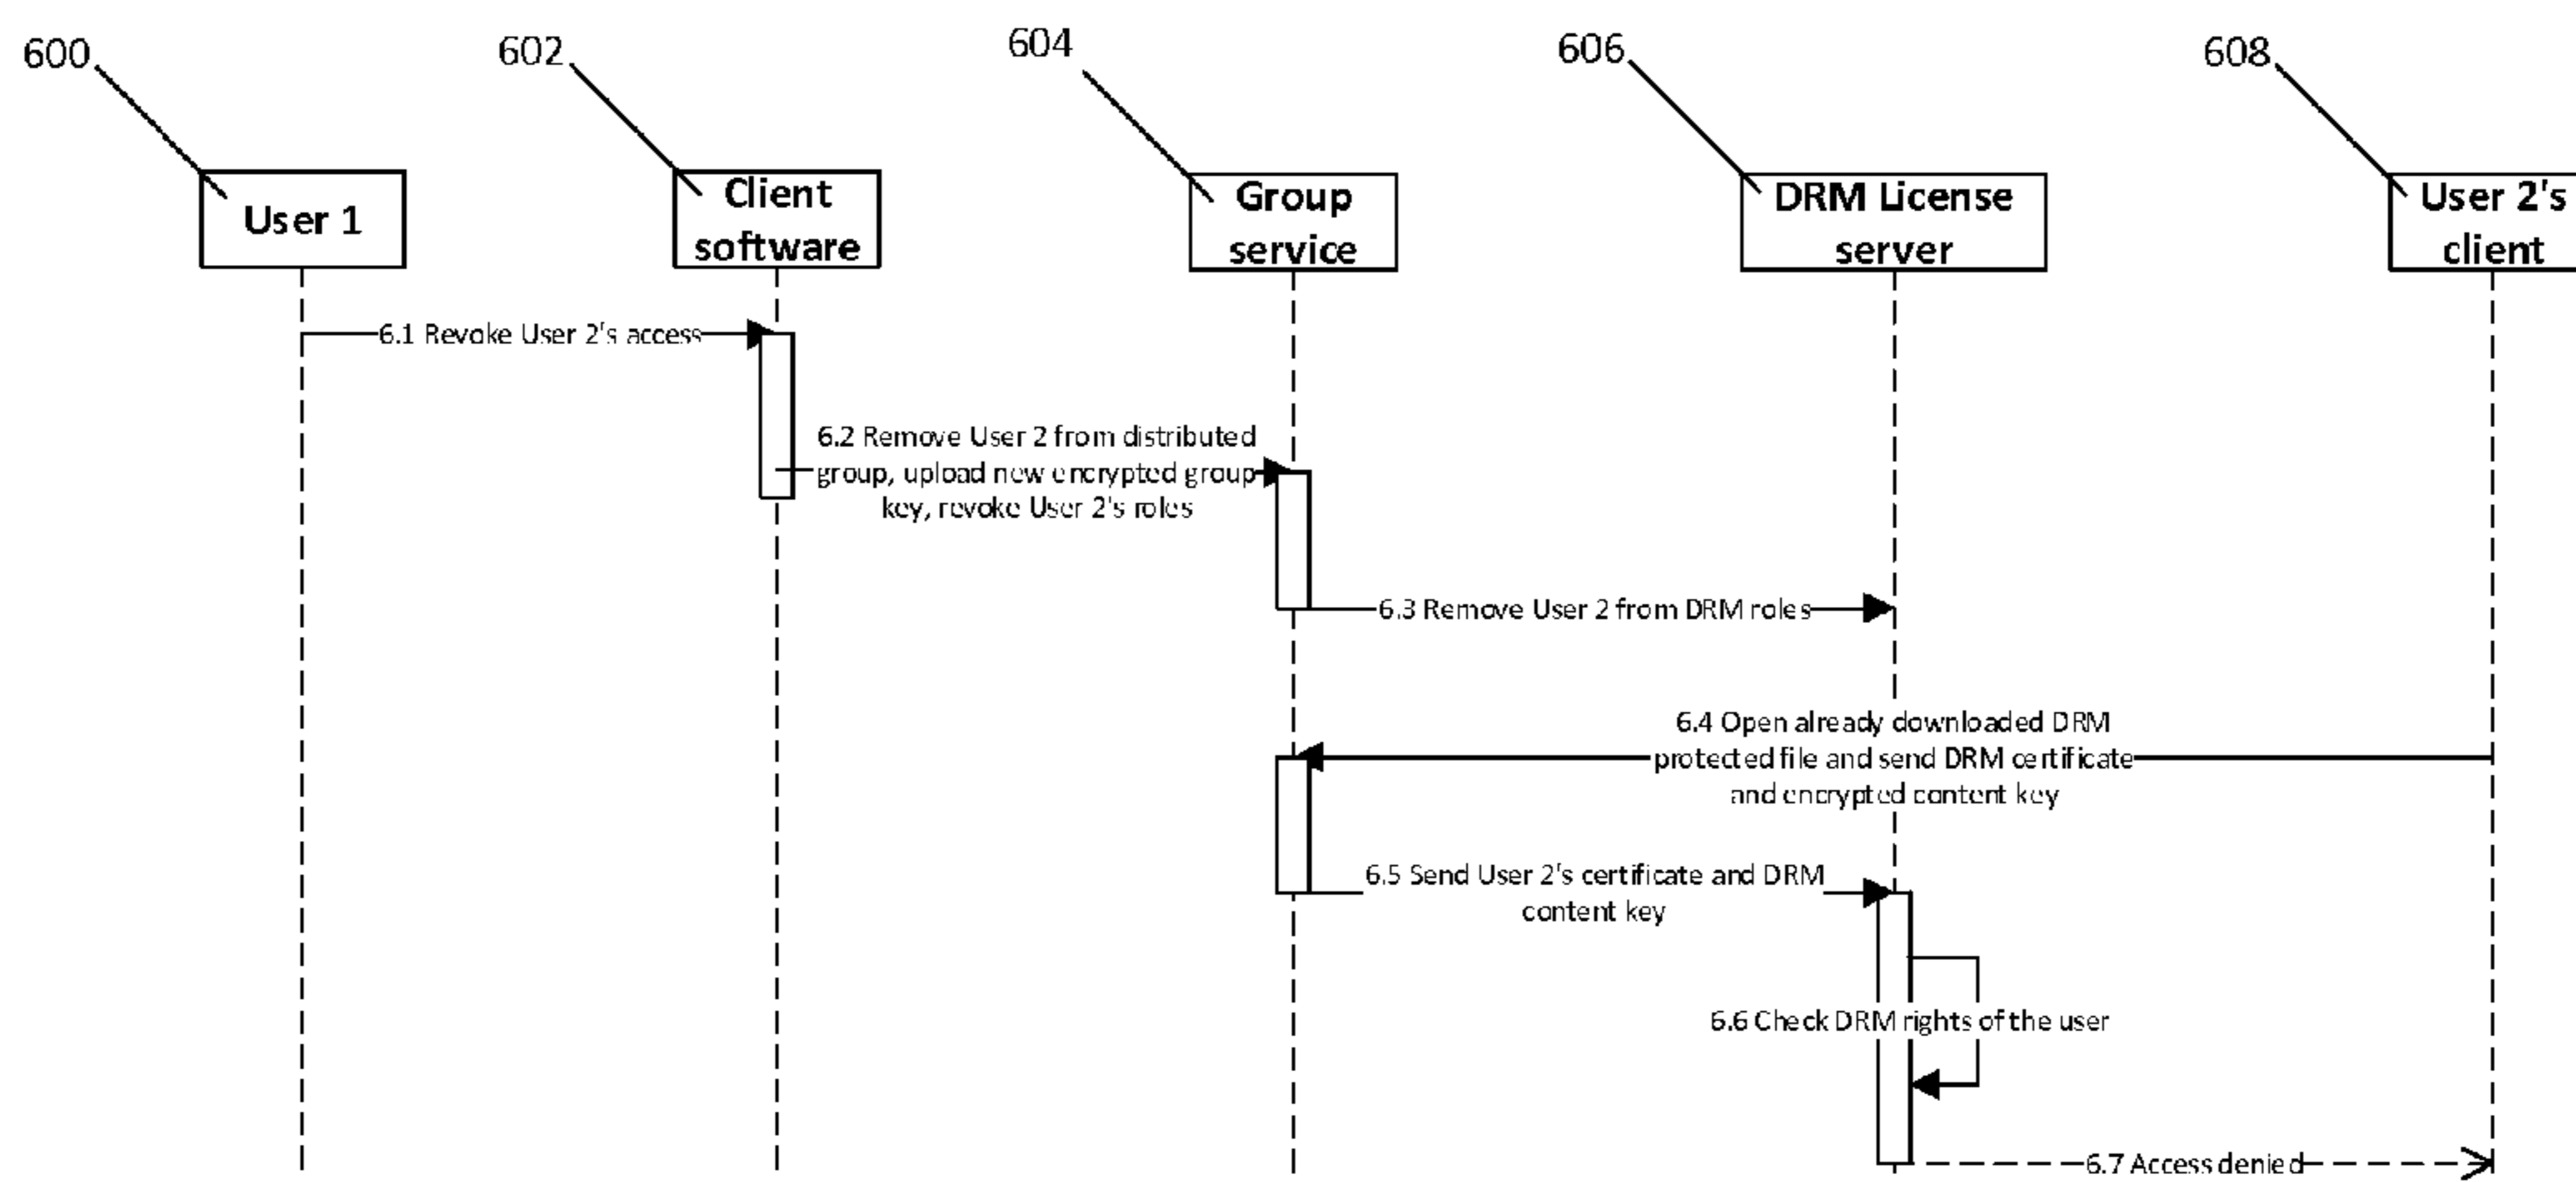 600
602
604
606
608
User 1
Client
software
Group
service
DRM License
server
User 2's
client
6.1 Revoke User 2's access
6.2 Remove User 2 from distributed
group, upload new encrypted group
key, revoke User 2's roles
6.3 Remove User 2 from DRM roles
6.4 Open already downloaded DRM
protected file and send DRM certificate
and encrypted content key
6.5 Send User 2's certificate and DRM
content key
6.6 Check DRM rights of the user
6.7 Access denied